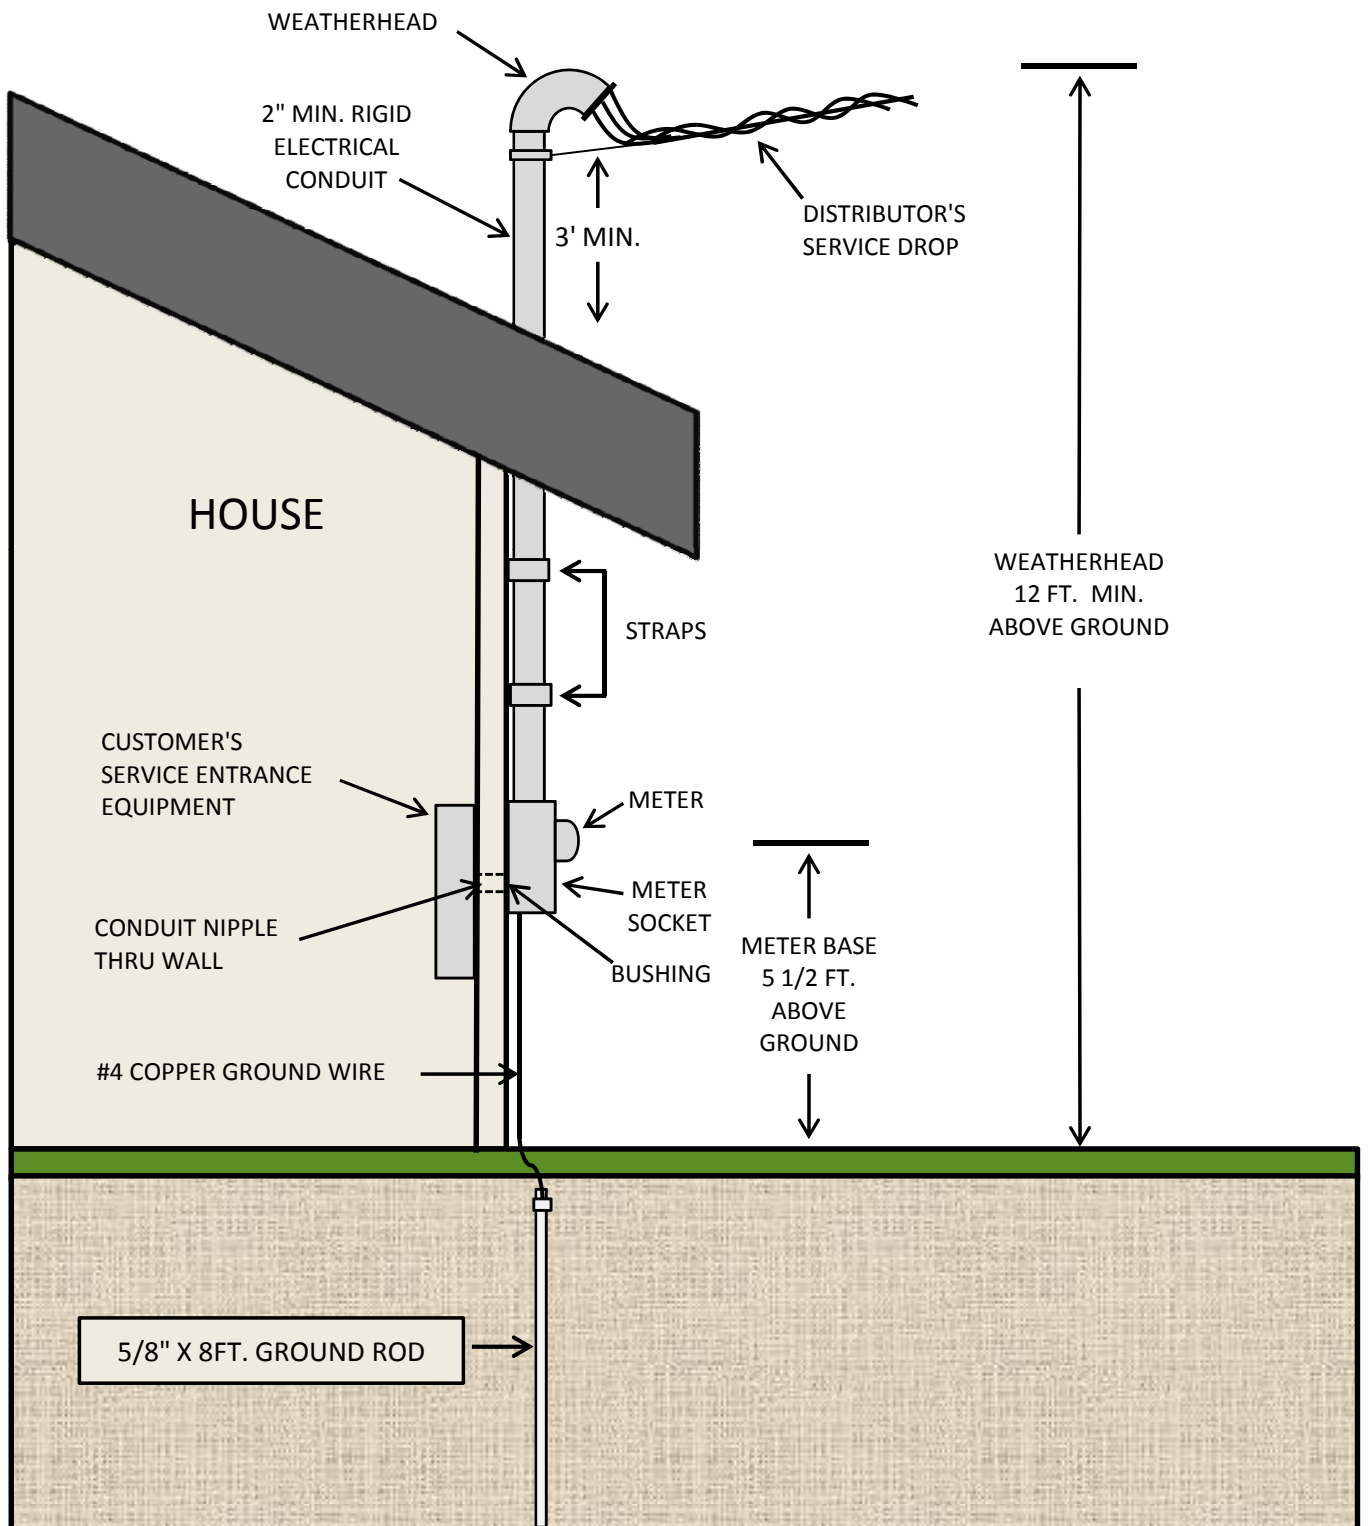 WEATHERHEAD
2" MIN. RIGID
ELECTRICAL
CONDUIT
3' MIN.
DISTRIBUTOR'S
SERVICE DROP
HOUSE
WEATHERHEAD
12 FT.  MIN.
ABOVE GROUND
STRAPS
CUSTOMER'S
SERVICE ENTRANCE
EQUIPMENT
METER
METER
SOCKET
CONDUIT NIPPLE
THRU WALL
BUSHING
METER BASE
5 1/2 FT.
ABOVE
GROUND
#4 COPPER GROUND WIRE
5/8" X 8FT. GROUND ROD